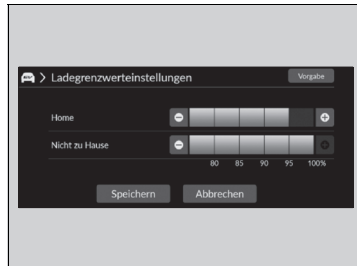 > Ladegrenzwerteinstellungen Vorgabe
Home
Nicht zu Hause
80 85 90 95 100%
Speichern Abbrechen